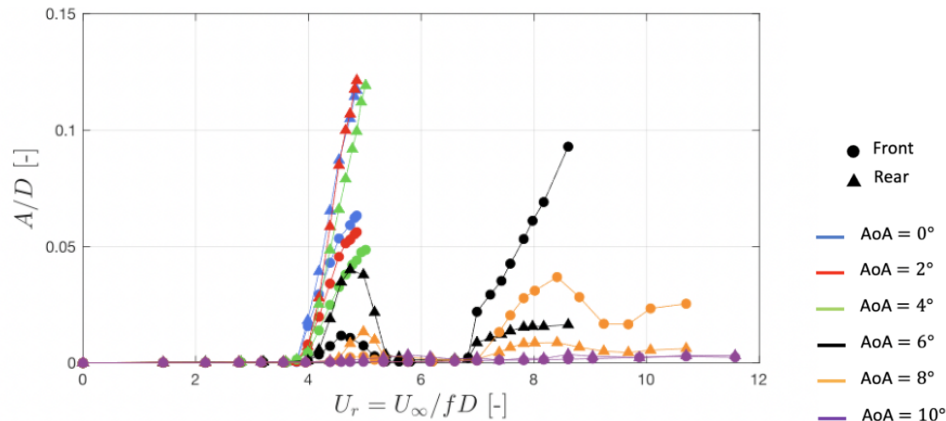 0.15
0.1
0.05
0
A/D [-]
0 2 4 6 8 10 12
U_r = U_∞/fD [-]
Front
Rear
AoA = 0°
AoA = 2°
AoA = 4°
AoA = 6°
AoA = 8°
AoA = 10°